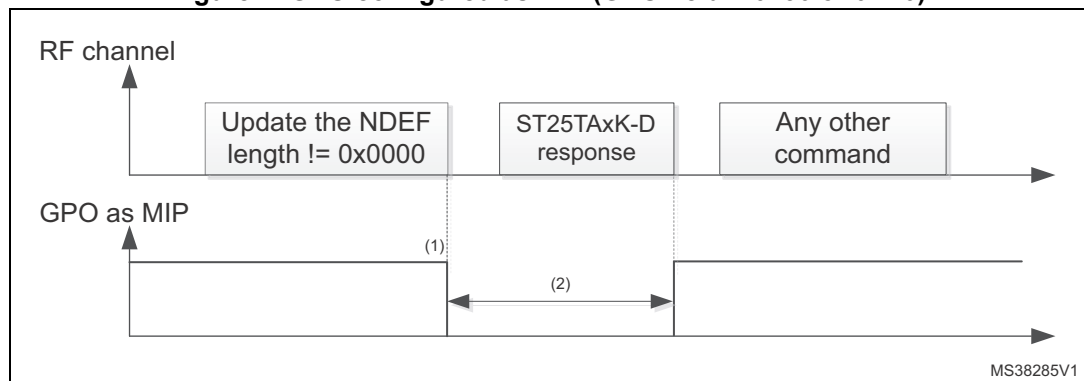 RF channel
Update the NDEF
length != 0x0000
ST25TAxK-D
response
Any other
command
GPO as MIP
(1)
(2)
MS38285V1